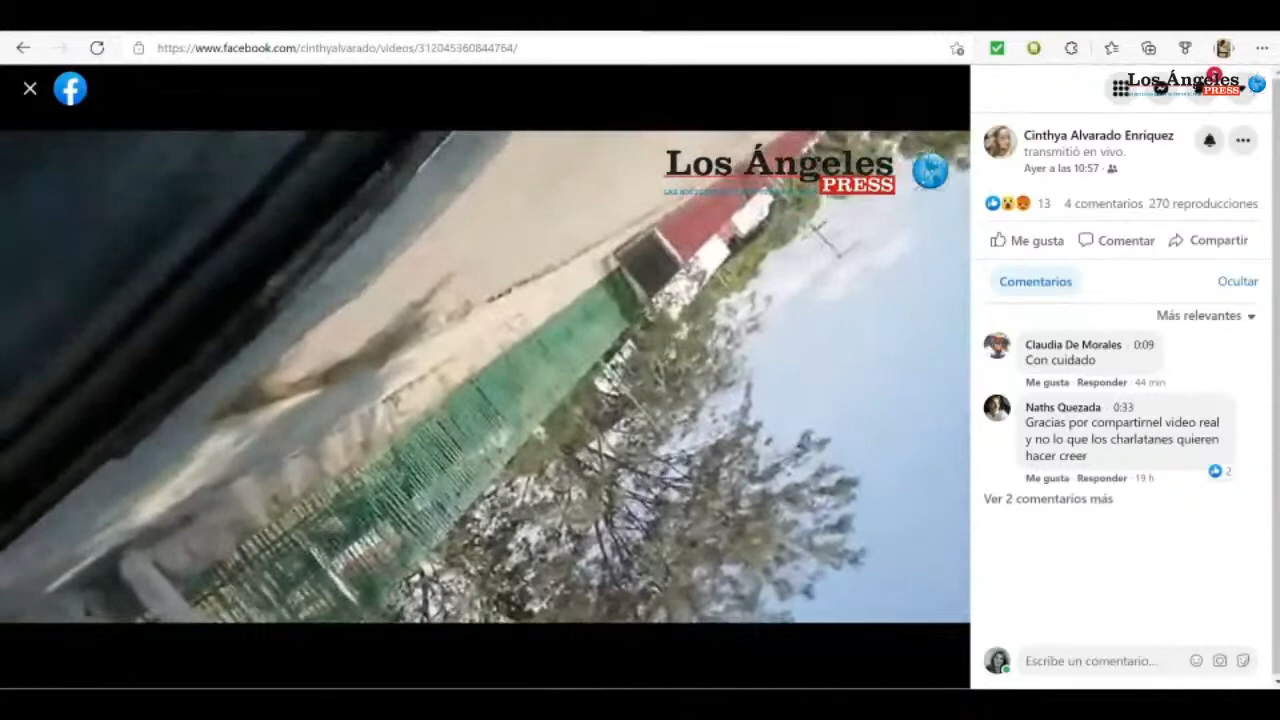 https://www.facebook.com/cinthyalvarado/videos/312045360844764/
Los Ángeles
PRESS
Los Ángeles
PRESS
Cinthya Alvarado Enríquez
transmitió en vivo.
Ayer a las 10:57 ·
13 4 comentarios 270 reproducciones
Me gusta Comentar Compartir
Comentarios Ocultar
Más relevantes
Claudia De Morales · 0:09
Con cuidado
Me gusta · Responder · 44 min
Naths Quezada · 0:33
Gracias por compartirnel video real
y no lo que los charlatanes quieren
hacer creer
2
Me gusta · Responder · 19 h
Ver 2 comentarios más
Escribe un comentario...